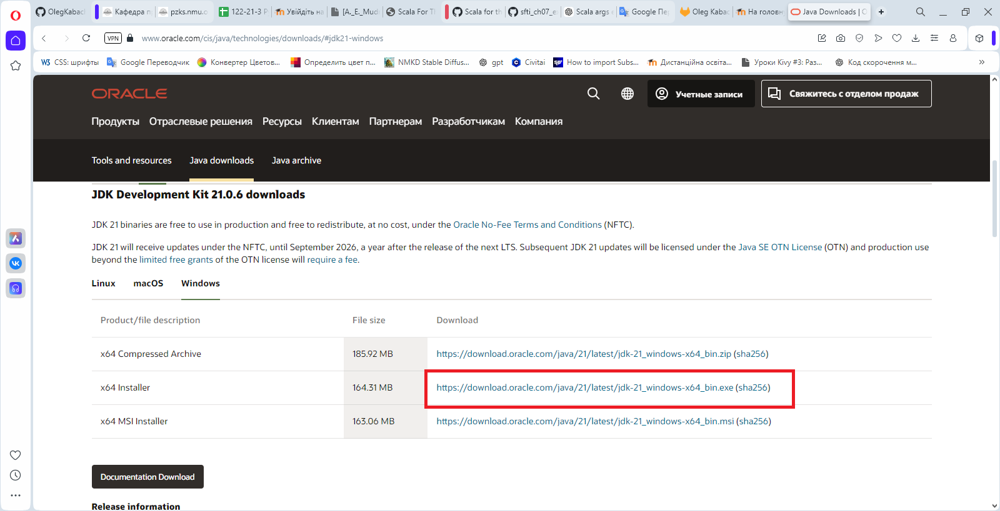 OlegKabac
Кафедра п
pzks.nmu.o
122-21-3 Р
Увійдіть на
[A._E._Mud
Scala For Tl
Scala for th
sfti_ch07_e
Scala args
Google Пе
Oleg Kabac
На головн
Java Downloads | O
VPN
www.oracle.com/cis/java/technologies/downloads/#jdk21-windows
CSS: шрифты
Google Переводчик
Конвертер Цветов...
Определить цвет п...
NMKD Stable Diffus...
gpt
Civitai
How to import Subs...
Дистанційна освіта...
Уроки Kivy #3: Раз...
Код скорочення м...
ORACLE
Учетные записи
Свяжитесь с отделом продаж
Продукты Отраслевые решения Ресурсы Клиентам Партнерам Разработчикам Компания
Tools and resources Java downloads Java archive
JDK Development Kit 21.0.6 downloads
JDK 21 binaries are free to use in production and free to redistribute, at no cost, under the Oracle No-Fee Terms and Conditions (NFTC).
JDK 21 will receive updates under the NFTC, until September 2026, a year after the release of the next LTS. Subsequent JDK 21 updates will be licensed under the Java SE OTN License (OTN) and production use
beyond the limited free grants of the OTN license will require a fee.
Linux macOS Windows
Product/file description File size Download
x64 Compressed Archive 185.92 MB https://download.oracle.com/java/21/latest/jdk-21_windows-x64_bin.zip (sha256)
x64 Installer 164.31 MB https://download.oracle.com/java/21/latest/jdk-21_windows-x64_bin.exe (sha256)
x64 MSI Installer 163.06 MB https://download.oracle.com/java/21/latest/jdk-21_windows-x64_bin.msi (sha256)
Documentation Download
Release information